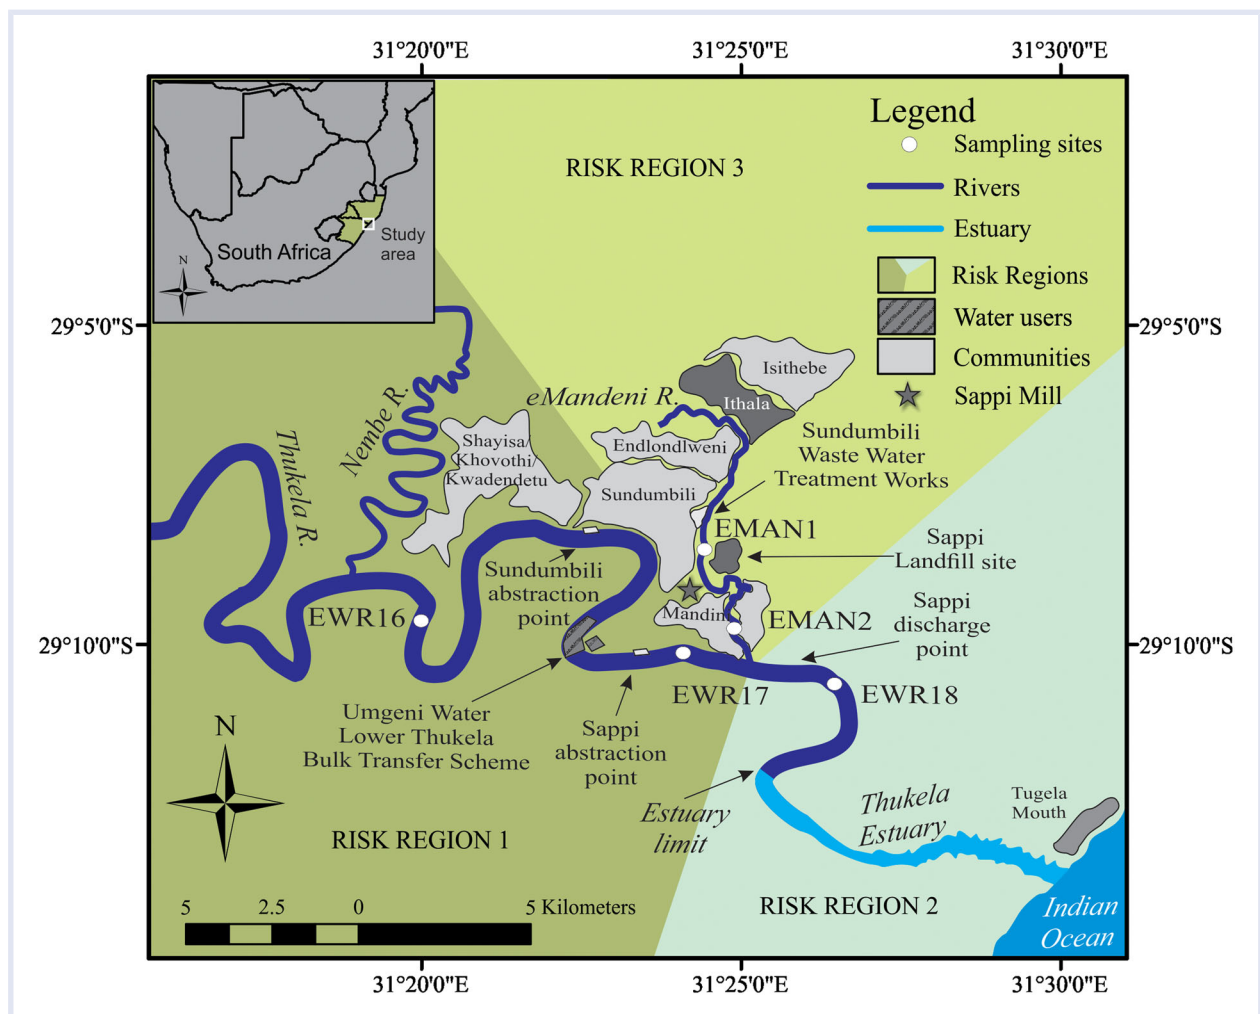 31°20'0"E
31°25'0"E
31°30'0"E
Legend
Sampling sites
Rivers
Estuary
Risk Regions
Water users
Communities
Sappi Mill
RISK REGION 3
South Africa
Study
area
N
29°5'0"S
29°5'0"S
Isithebe
Ithala
eMandeni R.
Nembe R.
Thukela R.
Shayisa/
Khovothi/
Kwadendetu
Endlondlweni
Sundumbili
Sundumbili
Waste Water
Treatment Works
EMAN1
Sappi
Landfill site
Sundumbili
abstraction
point
Mandini
EMAN2
Sappi
discharge
point
EWR16
29°10'0"S
29°10'0"S
EWR17
EWR18
Umgeni Water
Lower Thukela
Bulk Transfer Scheme
Sappi
abstraction
point
N
Estuary
limit
Thukela
Estuary
Tugela
Mouth
RISK REGION 1
RISK REGION 2
Indian
Ocean
5 2.5 0 5 Kilometers
31°20'0"E
31°25'0"E
31°30'0"E